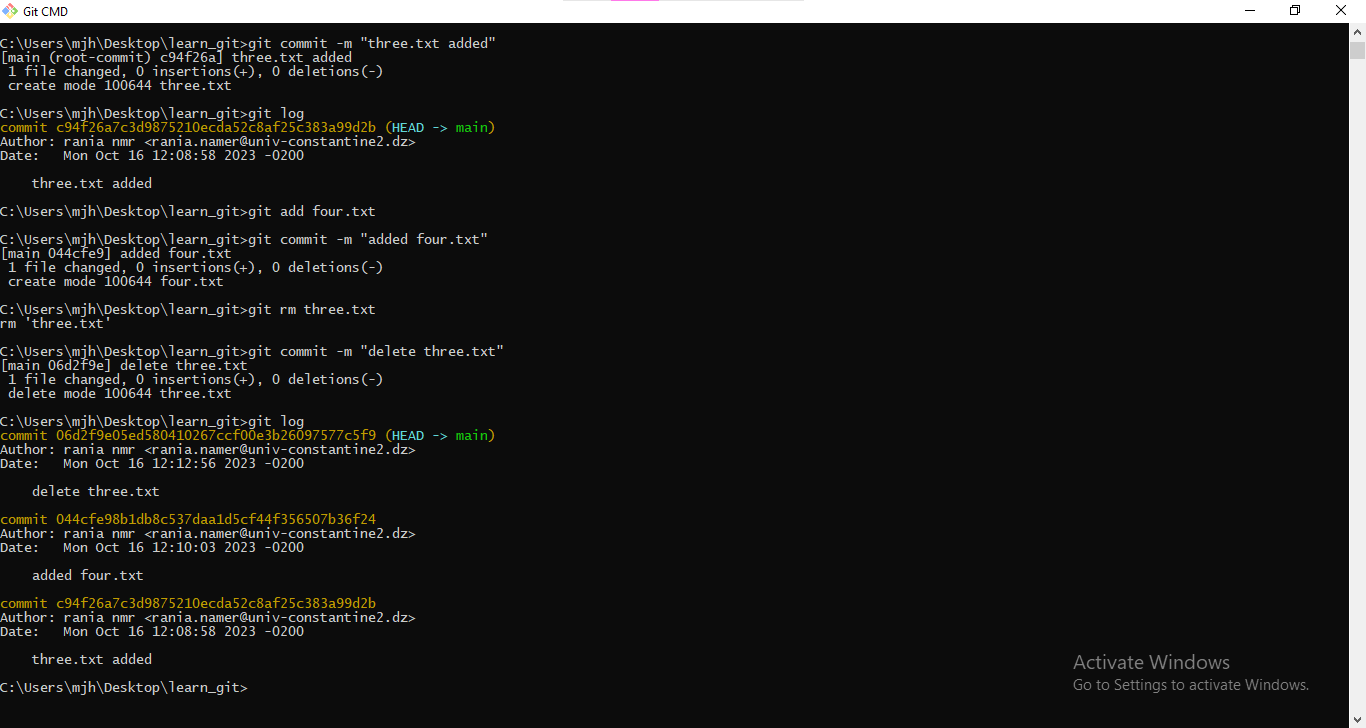 Git CMD
C:\Users\mjh\Desktop\learn_git>git commit -m "three.txt added"
[main (root-commit) c94f26a] three.txt added
 1 file changed, 0 insertions(+), 0 deletions(-)
 create mode 100644 three.txt
C:\Users\mjh\Desktop\learn_git>git log
commit c94f26a7c3d9875210ecda52c8af25c383a99d2b (HEAD -> main)
Author: rania nmr <rania.namer@univ-constantine2.dz>
Date:   Mon Oct 16 12:08:58 2023 -0200
    three.txt added
C:\Users\mjh\Desktop\learn_git>git add four.txt
C:\Users\mjh\Desktop\learn_git>git commit -m "added four.txt"
[main 044cfe9] added four.txt
 1 file changed, 0 insertions(+), 0 deletions(-)
 create mode 100644 four.txt
C:\Users\mjh\Desktop\learn_git>git rm three.txt
rm 'three.txt'
C:\Users\mjh\Desktop\learn_git>git commit -m "delete three.txt"
[main 06d2f9e] delete three.txt
 1 file changed, 0 insertions(+), 0 deletions(-)
 delete mode 100644 three.txt
C:\Users\mjh\Desktop\learn_git>git log
commit 06d2f9e05ed580410267ccf00e3b26097577c5f9 (HEAD -> main)
Author: rania nmr <rania.namer@univ-constantine2.dz>
Date:   Mon Oct 16 12:12:56 2023 -0200
    delete three.txt
commit 044cfe98b1db8c537daa1d5cf44f356507b36f24
Author: rania nmr <rania.namer@univ-constantine2.dz>
Date:   Mon Oct 16 12:10:03 2023 -0200
    added four.txt
commit c94f26a7c3d9875210ecda52c8af25c383a99d2b
Author: rania nmr <rania.namer@univ-constantine2.dz>
Date:   Mon Oct 16 12:08:58 2023 -0200
    three.txt added
C:\Users\mjh\Desktop\learn_git>
Activate Windows
Go to Settings to activate Windows.